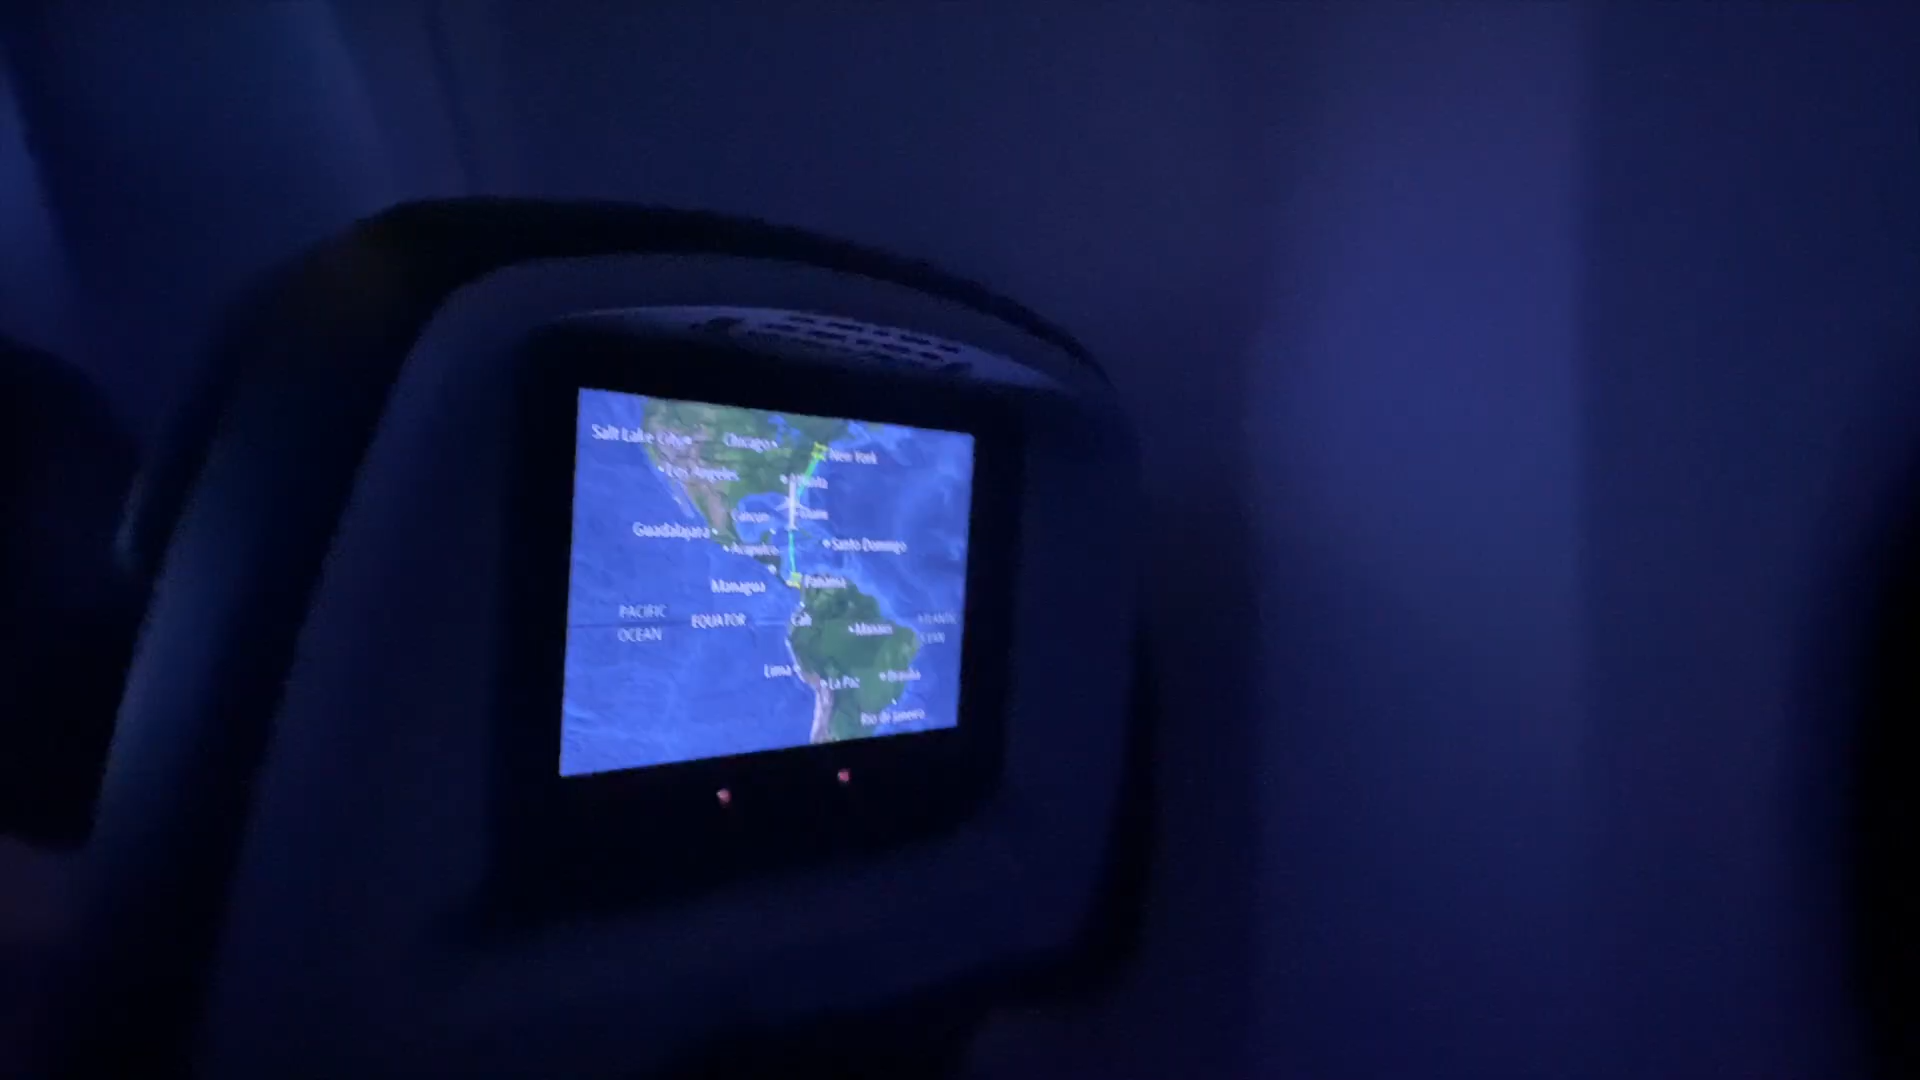 Salt Lake City
Chicago
New York
Los Angeles
Atlanta
Cancun
Guadalajara
Acapulco
Santo Domingo
Managua
Panama
PACIFIC
OCEAN
EQUATOR
Cali
Manaus
Lima
La Paz
Brasilia
Rio de Janeiro